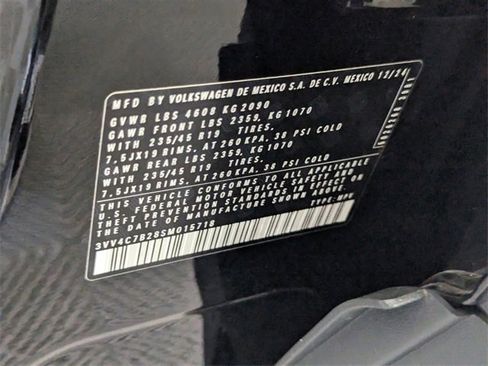 MFD BY VOLKSWAGEN DE MEXICO S.A. DE C.V. MEXICO 12/24
GVWR LBS 4608 KG 2090
GAWR FRONT LBS 2359, KG 1070
WITH 235/45 R19 TIRES.
7.5JX19 RIMS. AT 260 KPA. 38 PSI COLD
GAWR REAR LBS 2359, KG 1070
WITH 235/45 R19 TIRES.
7.5JX19 RIMS. AT 260 KPA. 38 PSI COLD
THIS VEHICLE CONFORMS TO ALL APPLICABLE
U.S. FEDERAL MOTOR VEHICLE SAFETY AND
THEFT PREVENTION STANDARDS IN EFFECT ON
THE DATE OF MANUFACTURE SHOWN ABOVE.
3VV4C7B28SM015718 TYPE: MPV